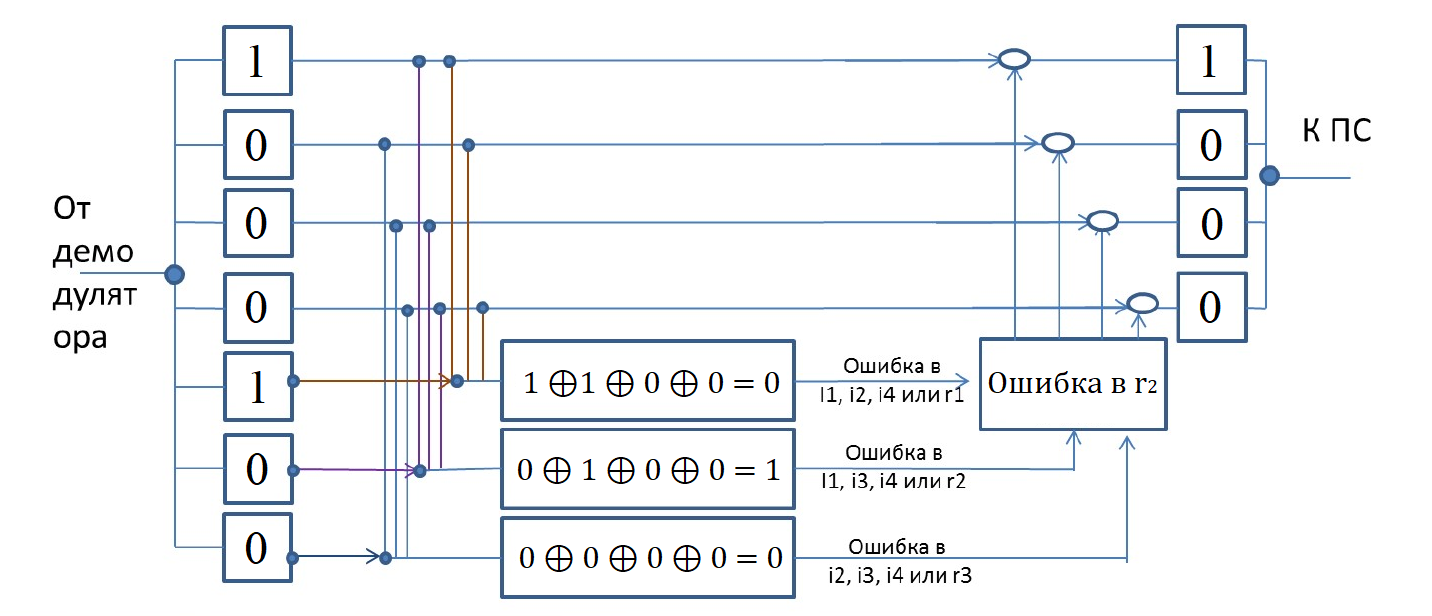 От
демо
дулят
ора
1
0
0
0
1
0
0
1 ⊕1 ⊕ 0 ⊕ 0 = 0
0 ⊕ 1 ⊕ 0 ⊕ 0 = 1
0 ⊕ 0 ⊕ 0 ⊕ 0 = 0
Ошибка в
I1, i2, i4 или r1
Ошибка в
I1, i3, i4 или r2
Ошибка в
i2, i3, i4 или r3
Ошибка в r₂
1
0
0
0
К ПС